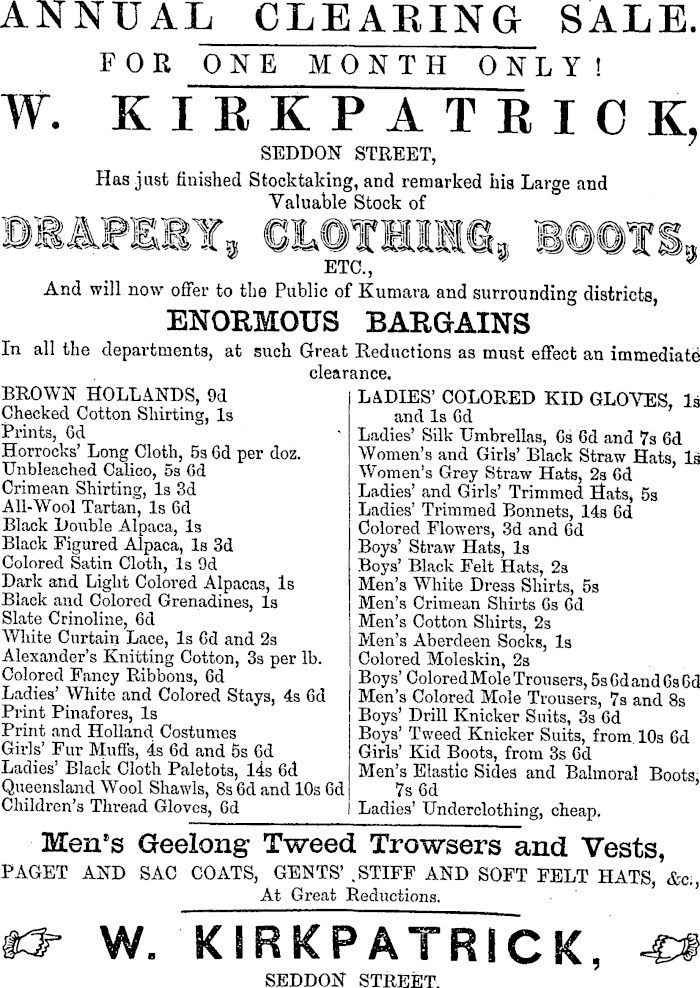 ANNUAL CLEARING SALE.
FOR ONE MONTH ONLY!
W. KIRKPATRICK,
SEDDON STREET,
Has just finished Stocktaking, and remarked his Large and
Valuable Stock of
DRAPERY, CLOTHING, BOOTS,
ETC.,
And will now offer to the Public of Kumara and surrounding districts,
ENORMOUS BARGAINS
In all the departments, at such Great Reductions as must effect an immediate
clearance.
BROWN HOLLANDS, 9d
Checked Cotton Shirting, 1s
Prints, 6d
Horrocks' Long Cloth, 5s 6d per doz.
Unbleached Calico, 5s 6d
Crimean Shirting, 1s 3d
All-Wool Tartan, 1s 6d
Black Double Alpaca, 1s
Black Figured Alpaca, 1s 3d
Colored Satin Cloth, 1s 9d
Dark and Light Colored Alpacas, 1s
Black and Colored Grenadines, 1s
Slate Crinoline, 6d
White Curtain Lace, 1s 6d and 2s
Alexander's Knitting Cotton, 3s per lb.
Colored Fancy Ribbons, 6d
Ladies' White and Colored Stays, 4s 6d
Print Pinafores, 1s
Print and Holland Costumes
Girls' Fur Muffs, 4s 6d and 5s 6d
Ladies' Black Cloth Paletots, 14s 6d
Queensland Wool Shawls, 8s 6d and 10s 6d
Children's Thread Gloves, 6d
LADIES' COLORED KID GLOVES, 1s
and 1s 6d
Ladies' Silk Umbrellas, 6s 6d and 7s 6d
Women's and Girls' Black Straw Hats, 1s
Women's Grey Straw Hats, 2s 6d
Ladies' and Girls' Trimmed Hats, 5s
Ladies' Trimmed Bonnets, 14s 6d
Colored Flowers, 3d and 6d
Boys' Straw Hats, 1s
Boys' Black Felt Hats, 2s
Men's White Dress Shirts, 5s
Men's Crimean Shirts 6s 6d
Men's Cotton Shirts, 2s
Men's Aberdeen Socks, 1s
Colored Moleskin, 2s
Boys' Colored Mole Trousers, 5s 6d and 6s 6d
Men's Colored Mole Trousers, 7s and 8s
Boys' Drill Knicker Suits, 3s 6d
Boys' Tweed Knicker Suits, from 10s 6d
Girls' Kid Boots, from 3s 6d
Men's Elastic Sides and Balmoral Boots,
7s 6d
Ladies' Underclothing, cheap.
Men's Geelong Tweed Trowsers and Vests,
PAGET AND SAC COATS, GENTS' STIFF AND SOFT FELT HATS, &c.,
At Great Reductions.
W. KIRKPATRICK,
SEDDON STREET.